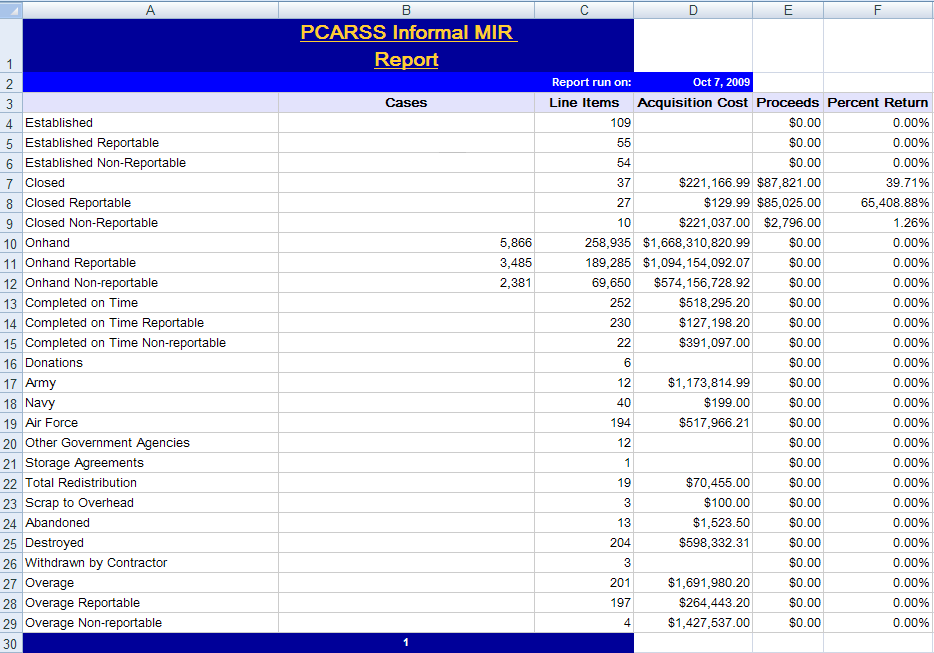 A B C D E F
1 PCARSS Informal MIR
Report
2 Report run on: Oct 7, 2009
3 Cases Line Items Acquisition Cost Proceeds Percent Return
4 Established 109 $0.00 0.00%
5 Established Reportable 55 $0.00 0.00%
6 Established Non-Reportable 54 $0.00 0.00%
7 Closed 37 $221,166.99 $87,821.00 39.71%
8 Closed Reportable 27 $129.99 $85,025.00 65,408.88%
9 Closed Non-Reportable 10 $221,037.00 $2,796.00 1.26%
10 Onhand 5,866 258,935 $1,668,310,820.99 $0.00 0.00%
11 Onhand Reportable 3,485 189,285 $1,094,154,092.07 $0.00 0.00%
12 Onhand Non-reportable 2,381 69,650 $574,156,728.92 $0.00 0.00%
13 Completed on Time 252 $518,295.20 $0.00 0.00%
14 Completed on Time Reportable 230 $127,198.20 $0.00 0.00%
15 Completed on Time Non-reportable 22 $391,097.00 $0.00 0.00%
16 Donations 6 $0.00 0.00%
17 Army 12 $1,173,814.99 $0.00 0.00%
18 Navy 40 $199.00 $0.00 0.00%
19 Air Force 194 $517,966.21 $0.00 0.00%
20 Other Government Agencies 12 $0.00 0.00%
21 Storage Agreements 1 $0.00 0.00%
22 Total Redistribution 19 $70,455.00 $0.00 0.00%
23 Scrap to Overhead 3 $100.00 $0.00 0.00%
24 Abandoned 13 $1,523.50 $0.00 0.00%
25 Destroyed 204 $598,332.31 $0.00 0.00%
26 Withdrawn by Contractor 3 $0.00 0.00%
27 Overage 201 $1,691,980.20 $0.00 0.00%
28 Overage Reportable 197 $264,443.20 $0.00 0.00%
29 Overage Non-reportable 4 $1,427,537.00 $0.00 0.00%
30 1